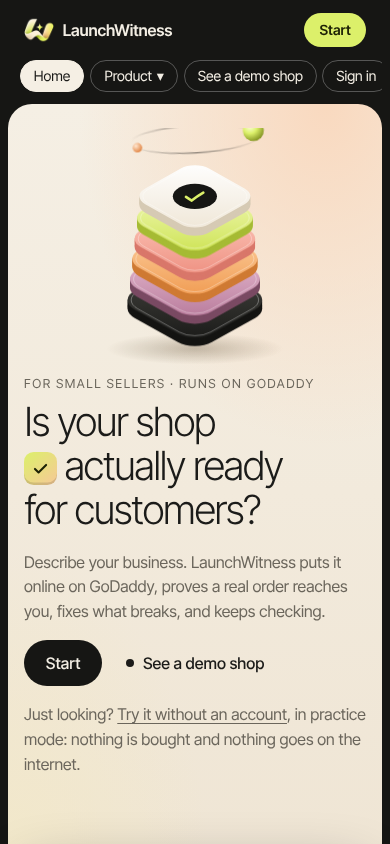 LaunchWitness
Start
Home
Product ▾
See a demo shop
Sign in
FOR SMALL SELLERS · RUNS ON GODADDY
Is your shop
actually ready
for customers?
Describe your business. LaunchWitness puts it
online on GoDaddy, proves a real order reaches
you, fixes what breaks, and keeps checking.
Start
See a demo shop
Just looking? Try it without an account, in practice
mode: nothing is bought and nothing goes on the
internet.